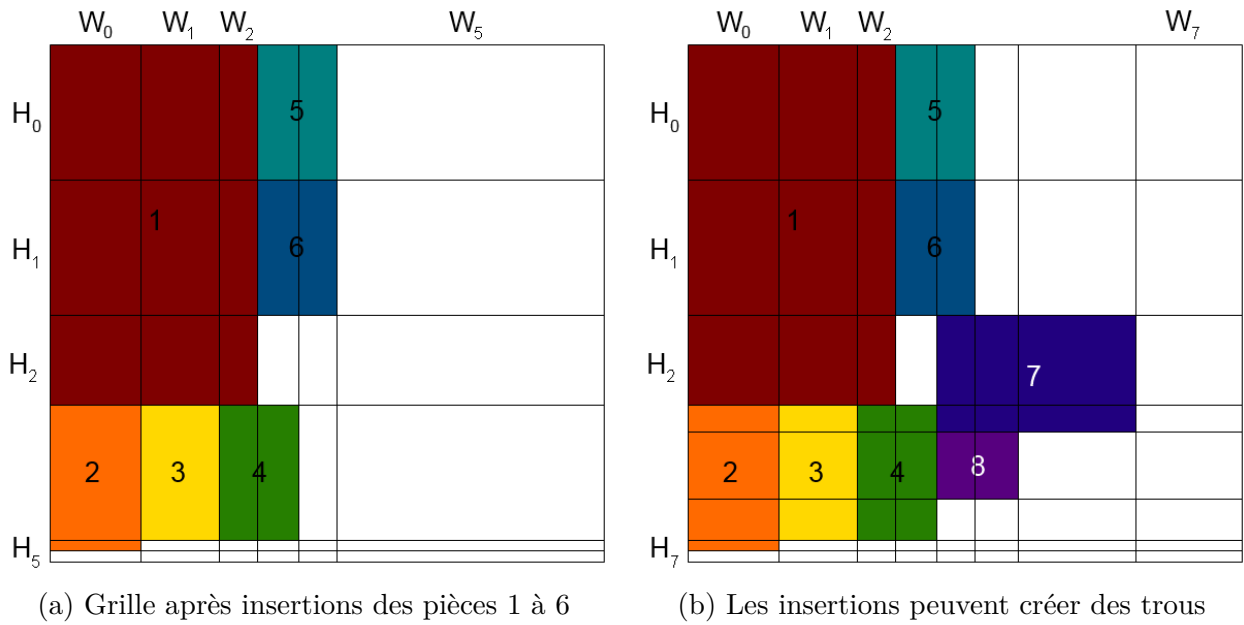 W₀ W₁ W₂ W₅
H₀
H₁
H₂
H₅
1
2
3
4
5
6
(a) Grille après insertions des pièces 1 à 6
W₀ W₁ W₂ W₇
H₀
H₁
H₂
H₇
1
2
3
4
5
6
7
8
(b) Les insertions peuvent créer des trous